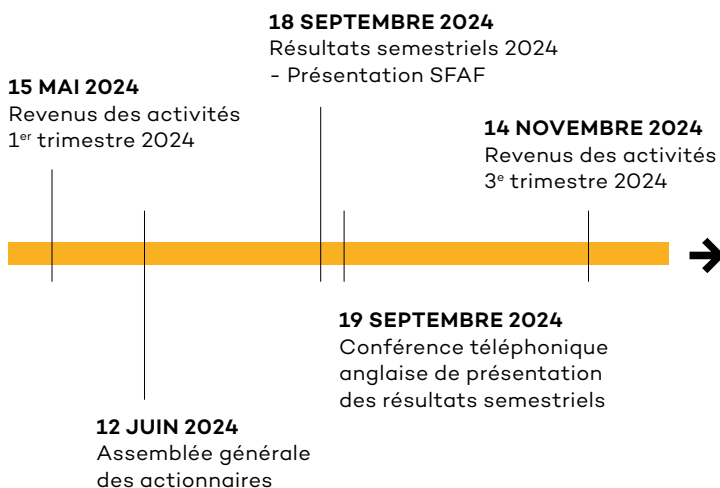 15 MAI 2024
Revenus des activités
1er trimestre 2024
12 JUIN 2024
Assemblée générale
des actionnaires
18 SEPTEMBRE 2024
Résultats semestriels 2024
- Présentation SFAF
19 SEPTEMBRE 2024
Conférence téléphonique
anglaise de présentation
des résultats semestriels
14 NOVEMBRE 2024
Revenus des activités
3e trimestre 2024